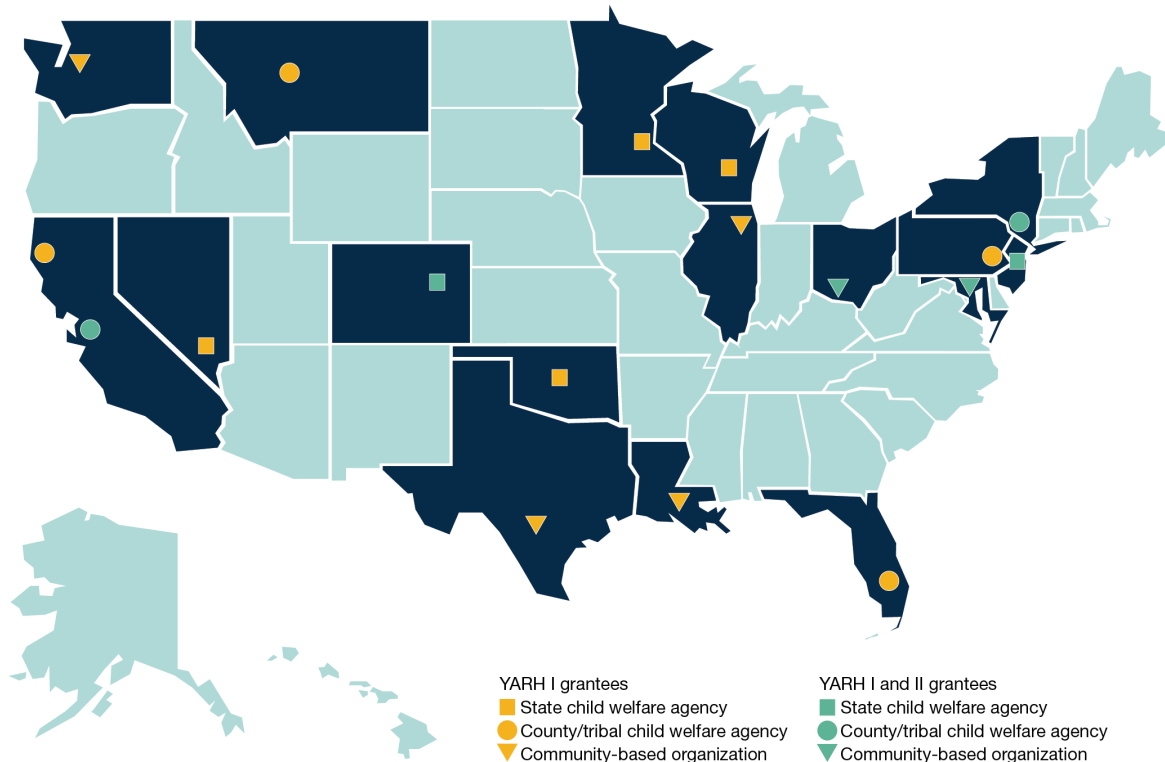 YARH I grantees
State child welfare agency
County/tribal child welfare agency
Community-based organization
YARH I and II grantees
State child welfare agency
County/tribal child welfare agency
Community-based organization